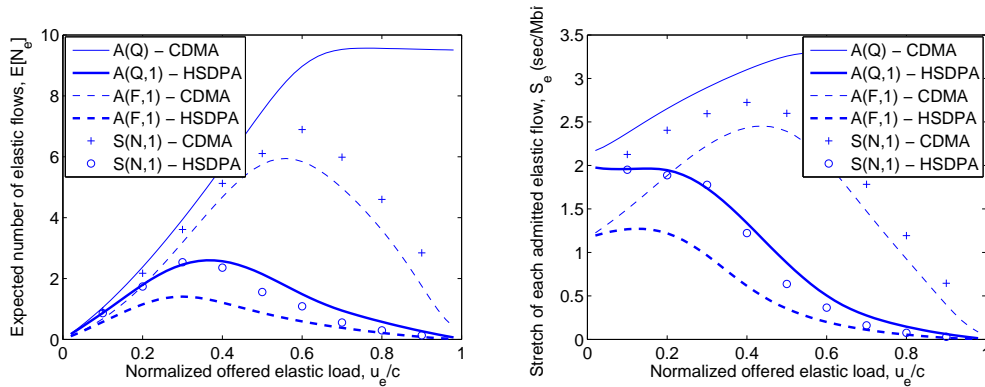 Expected number of elastic flows, E[N_e]
10
8
6
4
2
0
A(Q) – CDMA
A(Q,1) – HSDPA
A(F,1) – CDMA
A(F,1) – HSDPA
S(N,1) – CDMA
S(N,1) – HSDPA
0 0.2 0.4 0.6 0.8 1
Normalized offered elastic load, u_e/c
Stretch of each admitted elastic flow, S_e (sec/Mbi
3.5
3
2.5
2
1.5
1
0.5
0
A(Q) – CDMA
A(Q,1) – HSDPA
A(F,1) – CDMA
A(F,1) – HSDPA
S(N,1) – CDMA
S(N,1) – HSDPA
0 0.2 0.4 0.6 0.8 1
Normalized offered elastic load, u_e/c